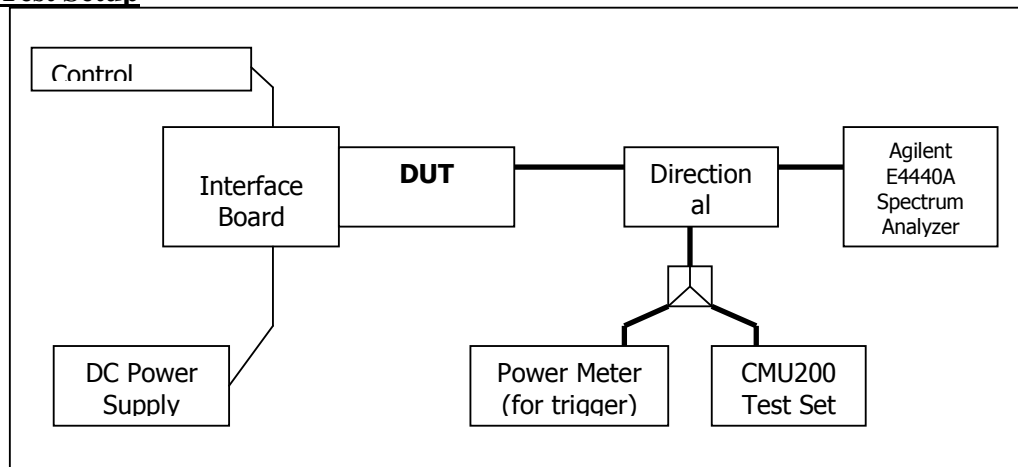 Test Setup
Control
Interface
Board
DUT
Direction
al
Agilent
E4440A
Spectrum
Analyzer
DC Power
Supply
Power Meter
(for trigger)
CMU200
Test Set